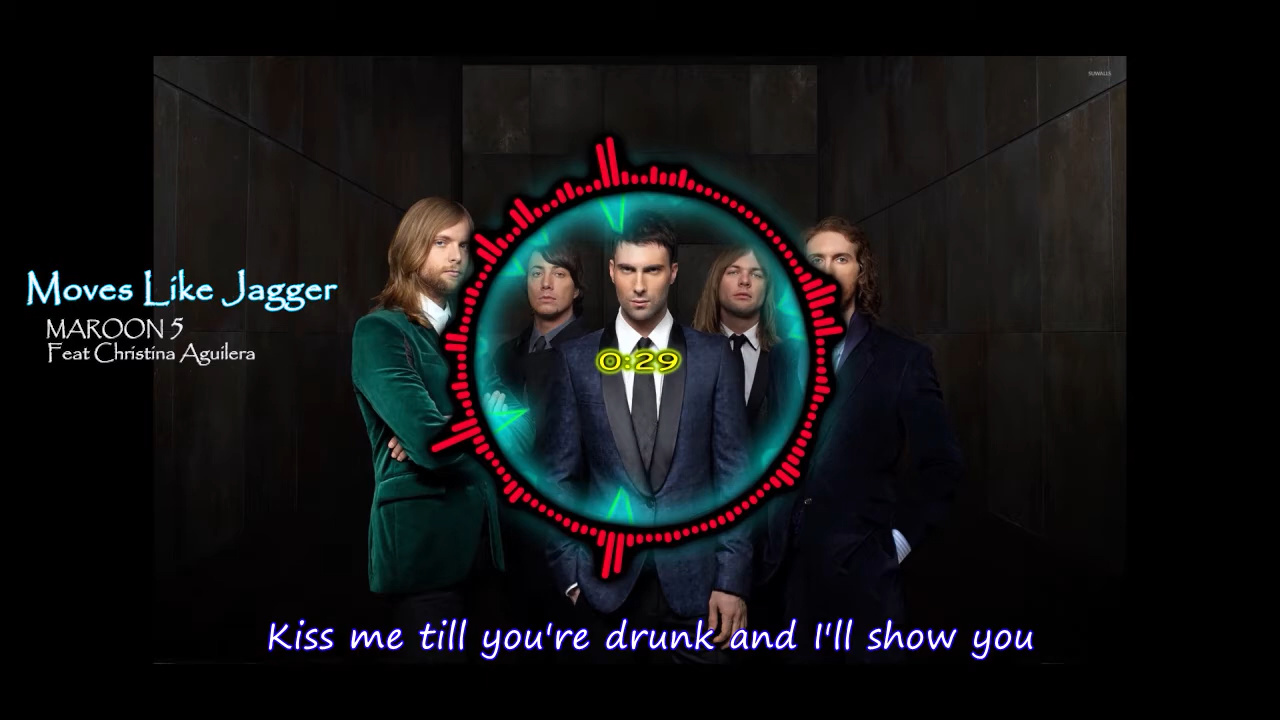 SUWALLS
Moves Like Jagger
MAROON 5
Feat Christina Aguilera
0:29
Kiss me till you're drunk and I'll show you